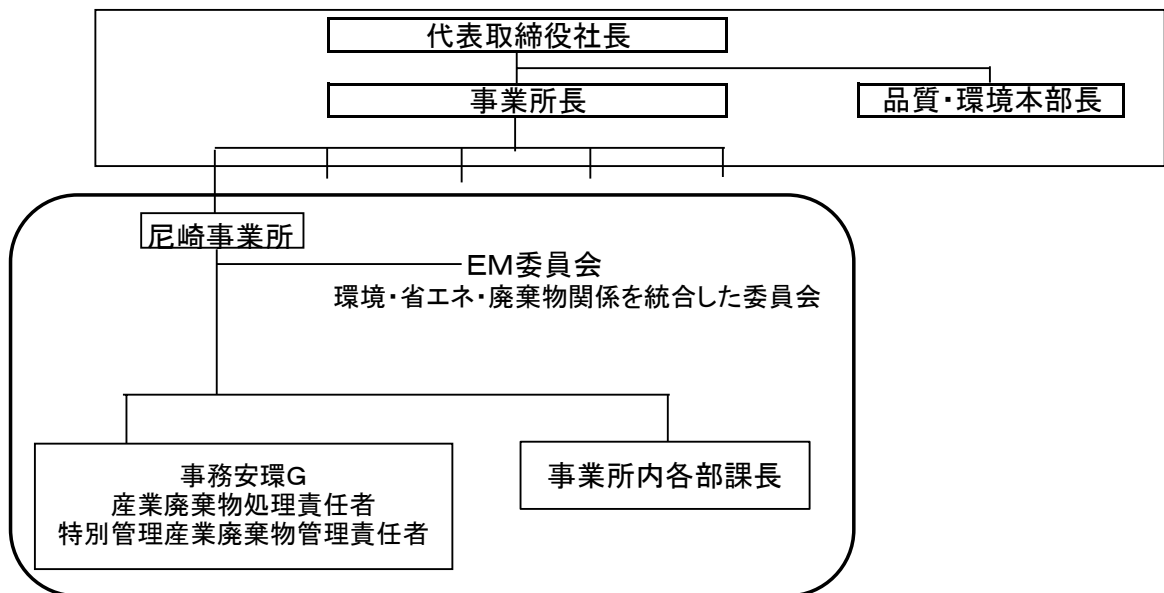 代表取締役社長
事業所長
品質・環境本部長
尼崎事業所
EM委員会
環境・省エネ・廃棄物関係を統合した委員会
事務安環G
産業廃棄物処理責任者
特別管理産業廃棄物管理責任者
事業所内各部課長